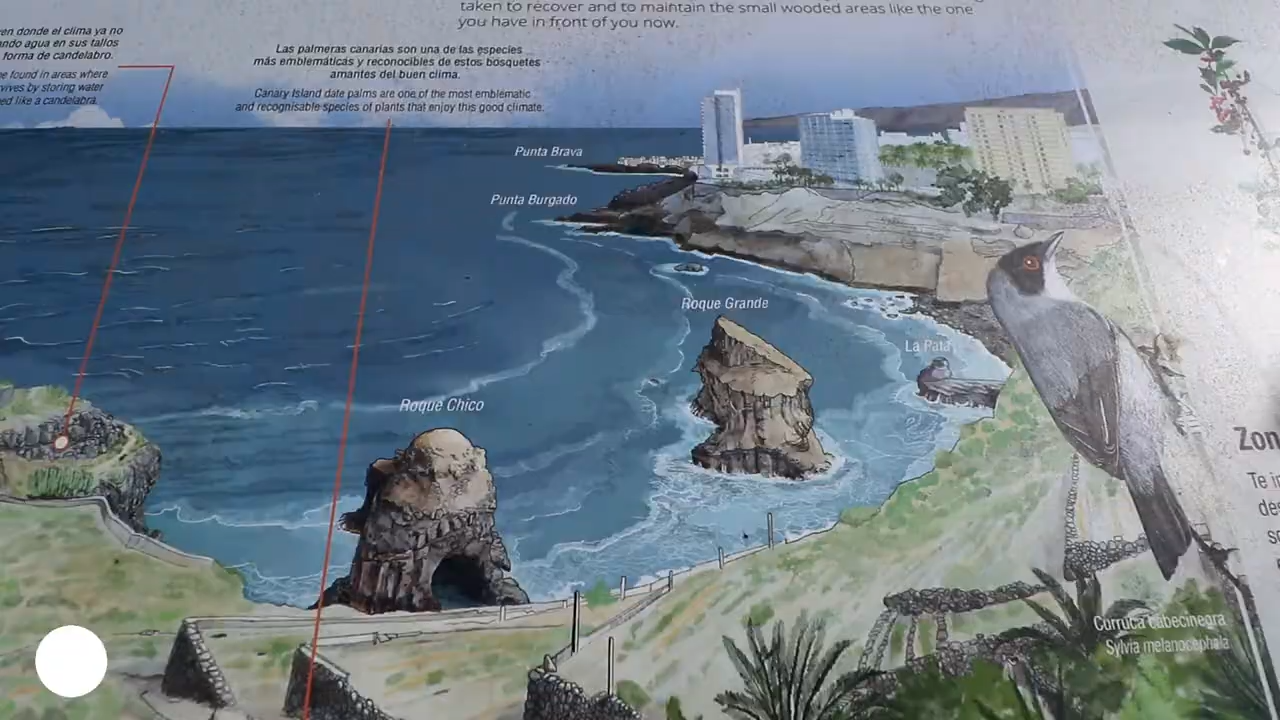 taken to recover and to maintain the small wooded areas like the one
you have in front of you now.
en donde el clima ya no
ndo agua en sus tallos
forma de candelabro.
e found in areas where
vives by storing water
ed like a candelabra.
Las palmeras canarias son una de las especies
más emblemáticas y reconocibles de estos bosquetes
amantes del buen clima.
Canary Island date palms are one of the most emblematic
and recognisable species of plants that enjoy this good climate.
Punta Brava
Punta Burgado
Roque Grande
La Pata
Roque Chico
Zon
Te in
des
Curruca cabecinegra
Sylvia melanocephala